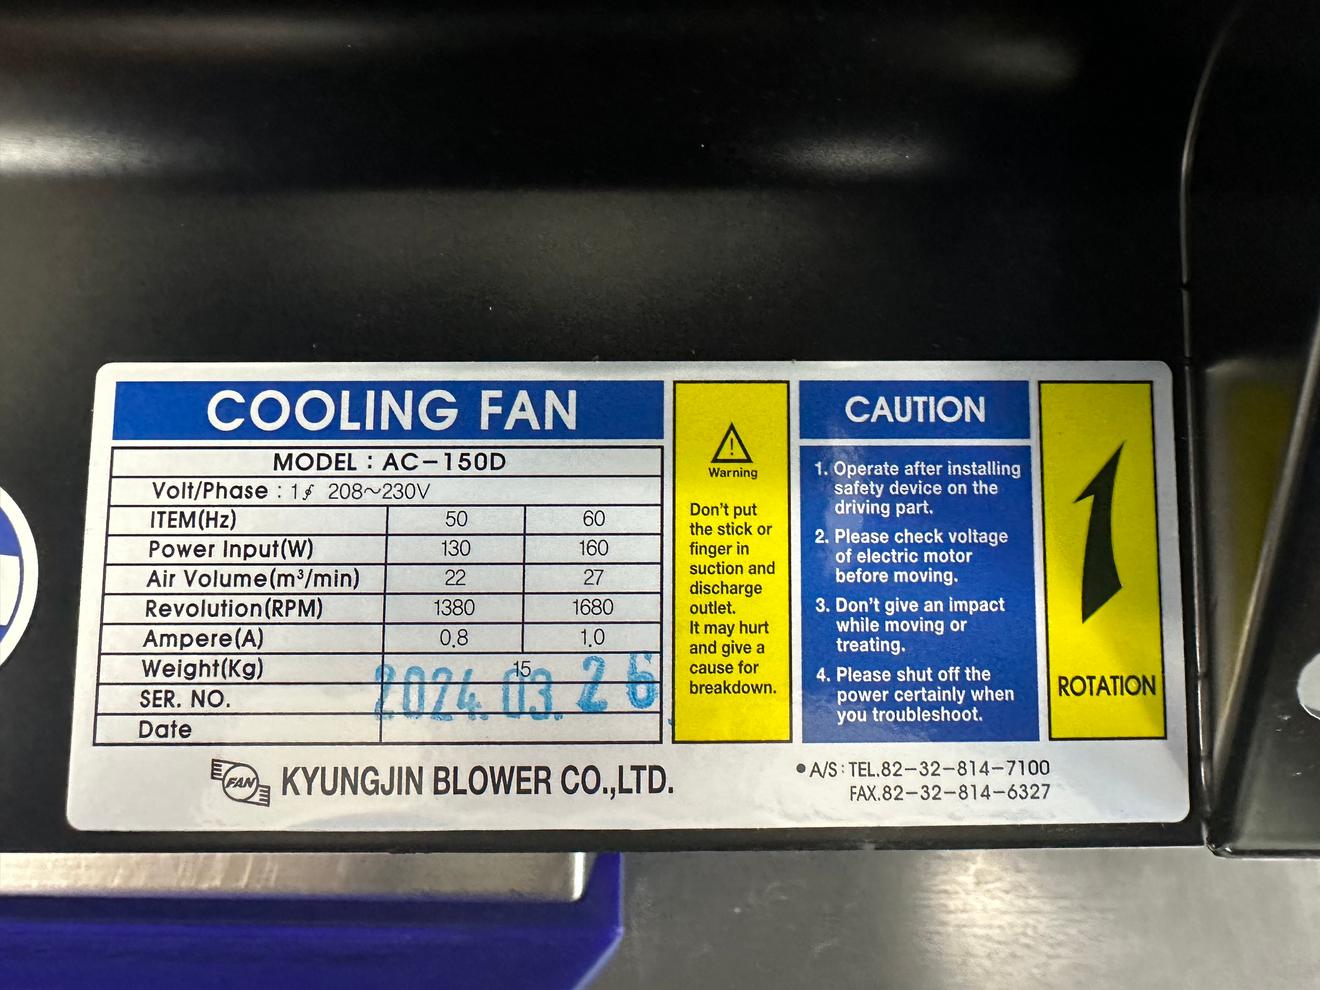 COOLING FAN
MODEL : AC-150D
Volt/Phase : 1∮ 208~230V
ITEM(Hz) 50 60
Power Input(W) 130 160
Air Volume(m³/min) 22 27
Revolution(RPM) 1380 1680
Ampere(A) 0.8 1.0
Weight(Kg) 15
SER. NO.
2024.03.26
Date
FAN
KYUNGJIN BLOWER CO.,LTD.
Warning
Don't put
the stick or
finger in
suction and
discharge
outlet.
It may hurt
and give a
cause for
breakdown.
CAUTION
1. Operate after installing
safety device on the
driving part.
2. Please check voltage
of electric motor
before moving.
3. Don't give an impact
while moving or
treating.
4. Please shut off the
power certainly when
you troubleshoot.
ROTATION
• A/S : TEL.82-32-814-7100
FAX.82-32-814-6327